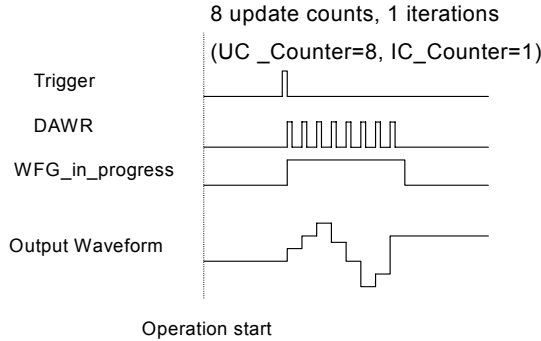 8 update counts, 1 iterations
(UC _Counter=8, IC_Counter=1)
Trigger
DAWR
WFG_in_progress
Output Waveform
Operation start